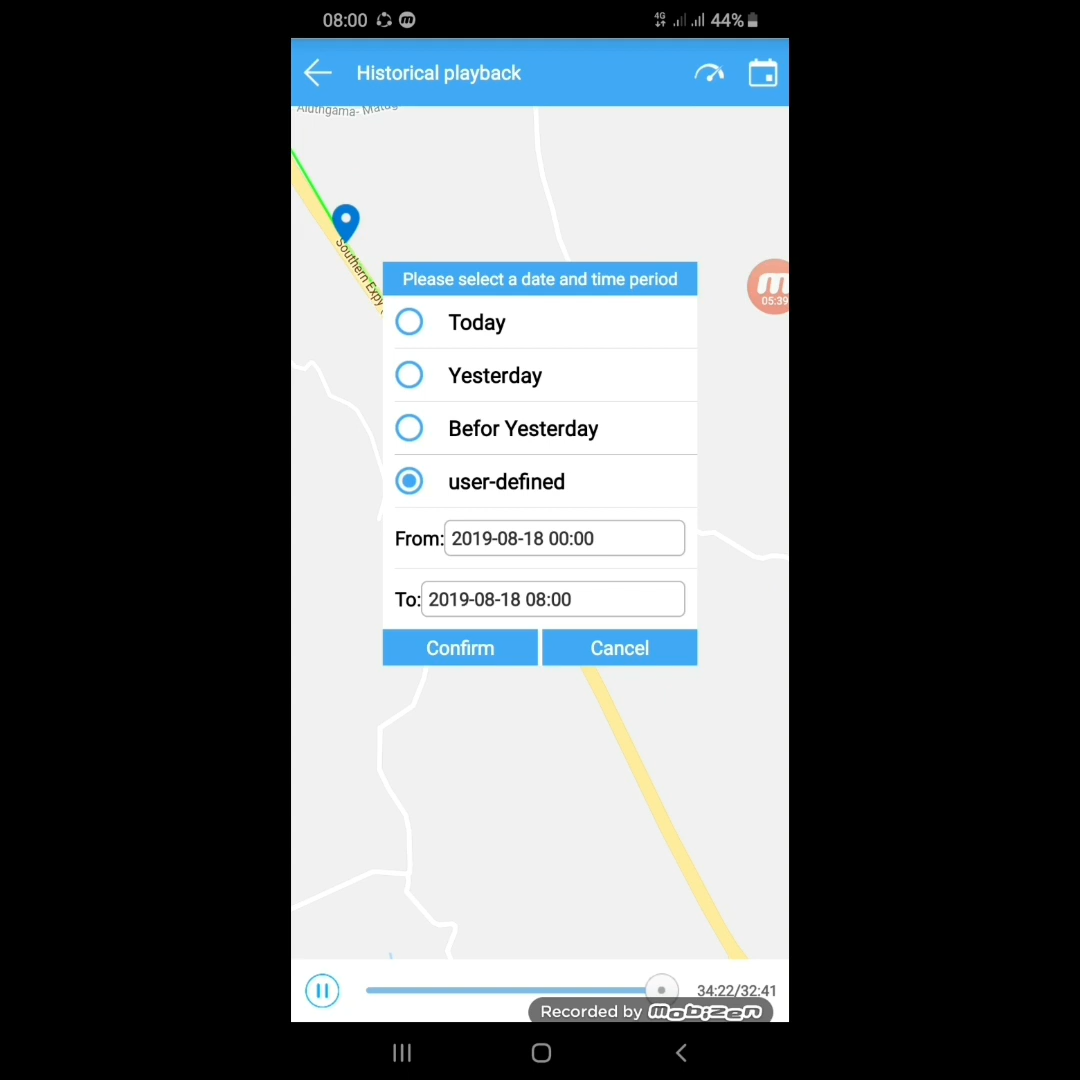 08:00
4G 44%
Historical playback
Aluthgama- Matug
Southern Expy
Please select a date and time period
05:39
Today
Yesterday
Befor Yesterday
user-defined
From: 2019-08-18 00:00
To: 2019-08-18 08:00
Confirm Cancel
34:22/32:41
Recorded by mobizen